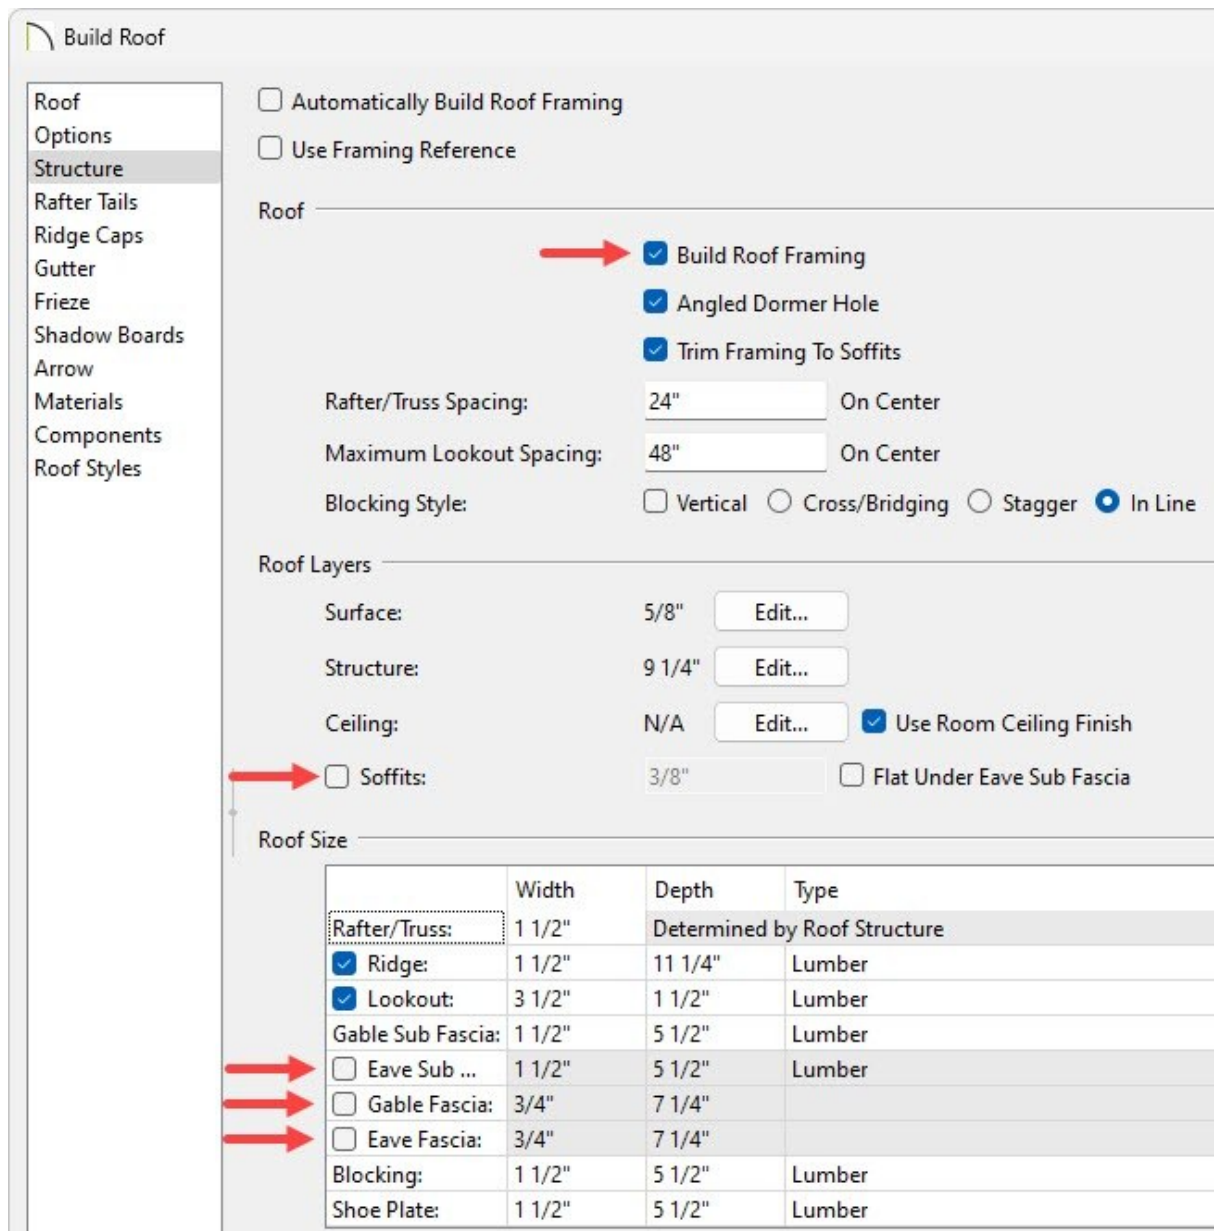 Build Roof
Roof
Options
Structure
Rafter Tails
Ridge Caps
Gutter
Frieze
Shadow Boards
Arrow
Materials
Components
Roof Styles
Automatically Build Roof Framing
Use Framing Reference
Roof
Build Roof Framing
Angled Dormer Hole
Trim Framing To Soffits
Rafter/Truss Spacing: 24" On Center
Maximum Lookout Spacing: 48" On Center
Blocking Style: Vertical Cross/Bridging Stagger In Line
Roof Layers
Surface: 5/8" Edit...
Structure: 9 1/4" Edit...
Ceiling: N/A Edit... Use Room Ceiling Finish
Soffits: 3/8" Flat Under Eave Sub Fascia
Roof Size
Width Depth Type
Rafter/Truss: 1 1/2" Determined by Roof Structure
Ridge: 1 1/2" 11 1/4" Lumber
Lookout: 3 1/2" 1 1/2" Lumber
Gable Sub Fascia: 1 1/2" 5 1/2" Lumber
Eave Sub ... 1 1/2" 5 1/2" Lumber
Gable Fascia: 3/4" 7 1/4"
Eave Fascia: 3/4" 7 1/4"
Blocking: 1 1/2" 5 1/2" Lumber
Shoe Plate: 1 1/2" 5 1/2" Lumber